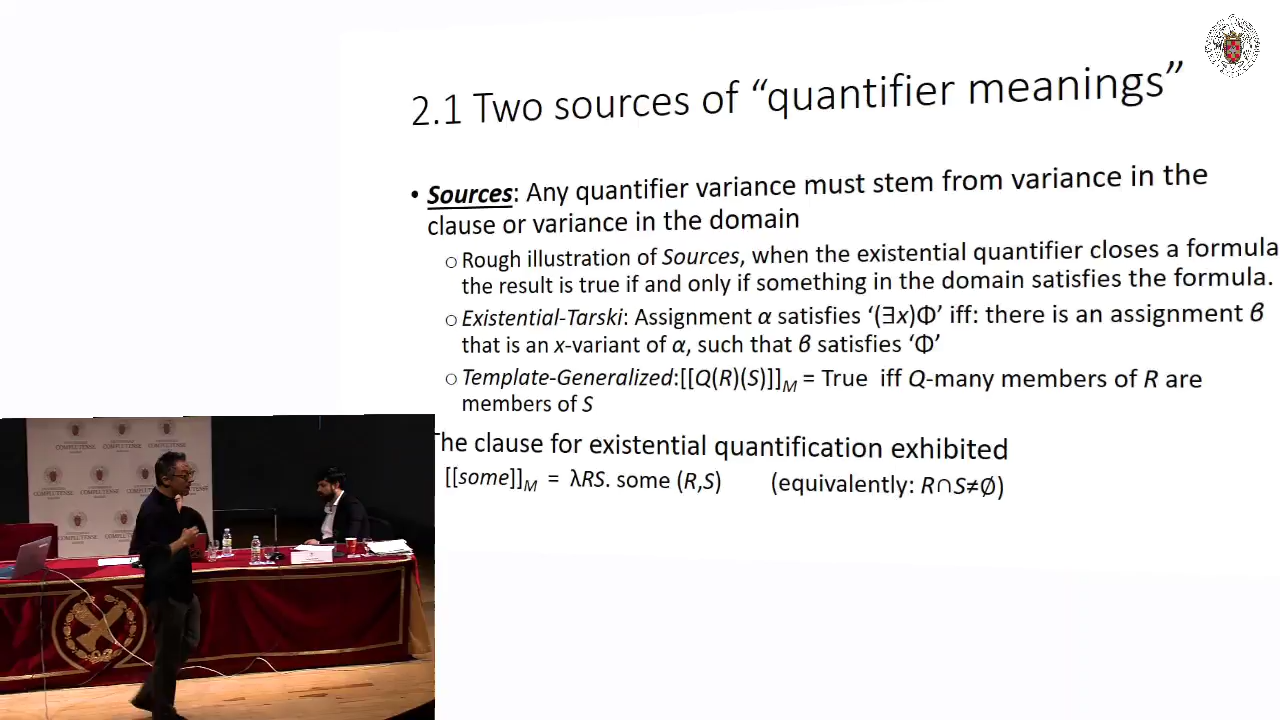 2.1 Two sources of “quantifier meanings”
• Sources: Any quantifier variance must stem from variance in the
clause or variance in the domain
○ Rough illustration of Sources, when the existential quantifier closes a formula
the result is true if and only if something in the domain satisfies the formula.
○ Existential-Tarski: Assignment α satisfies ‘(∃x)Φ’ iff: there is an assignment β
that is an x-variant of α, such that β satisfies ‘Φ’
○ Template-Generalized:[[Q(R)(S)]]M = True iff Q-many members of R are
members of S
The clause for existential quantification exhibited
[[some]]M = λRS. some (R,S) (equivalently: R∩S≠∅)
UNIVERSIDAD
COMPLUTENSE
MADRID